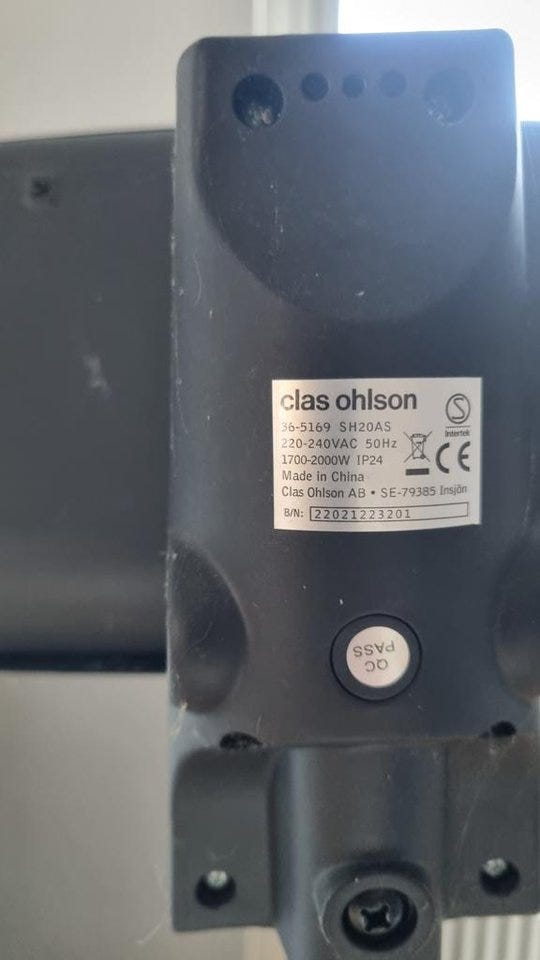 clas ohlson
36-5169 SH20AS
220-240VAC 50Hz
1700-2000W IP24
Made in China
Clas Ohlson AB • SE-79385 Insjön
B/N: 22021223201
S
Intertek
CE
QC
PASS